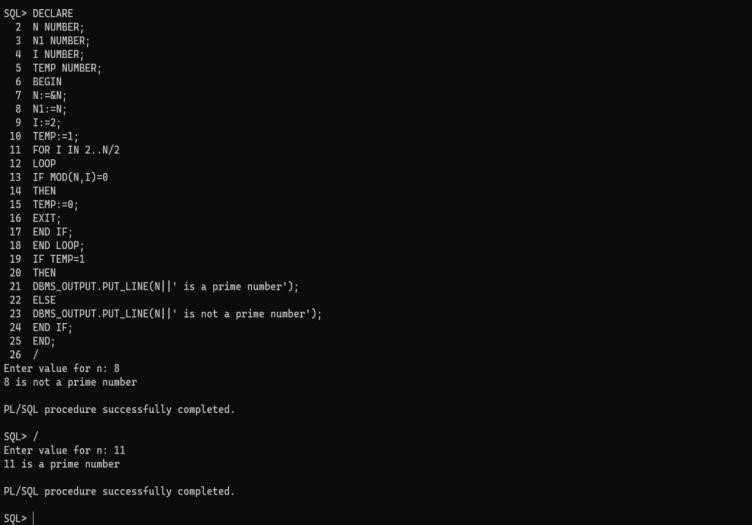 SQL> DECLARE
2 N NUMBER;
3 N1 NUMBER;
4 I NUMBER;
5 TEMP NUMBER;
6 BEGIN
7 N:=&N;
8 N1:=N;
9 I:=2;
10 TEMP:=1;
11 FOR I IN 2..N/2
12 LOOP
13 IF MOD(N,I)=0
14 THEN
15 TEMP:=0;
16 EXIT;
17 END IF;
18 END LOOP;
19 IF TEMP=1
20 THEN
21 DBMS_OUTPUT.PUT_LINE(N||' is a prime number');
22 ELSE
23 DBMS_OUTPUT.PUT_LINE(N||' is not a prime number');
24 END IF;
25 END;
26 /
Enter value for n: 8
8 is not a prime number
PL/SQL procedure successfully completed.
SQL> /
Enter value for n: 11
11 is a prime number
PL/SQL procedure successfully completed.
SQL>